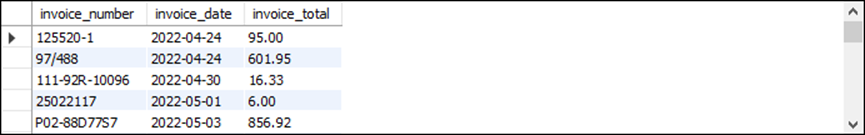 invoice_number invoice_date invoice_total
125520-1 2022-04-24 95.00
97/488 2022-04-24 601.95
111-92R-10096 2022-04-30 16.33
25022117 2022-05-01 6.00
P02-88D77S7 2022-05-03 856.92